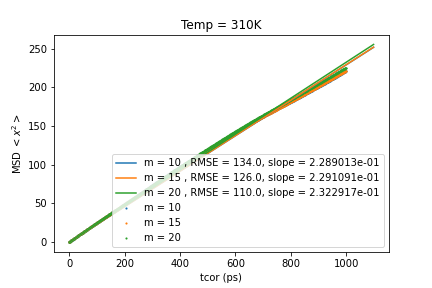 Temp = 310K
MSD < x² >
250
200
150
100
50
0
m = 10 , RMSE = 134.0, slope = 2.289013e-01
m = 15 , RMSE = 126.0, slope = 2.291091e-01
m = 20 , RMSE = 110.0, slope = 2.322917e-01
m = 10
m = 15
m = 20
0 200 400 600 800 1000
tcor (ps)